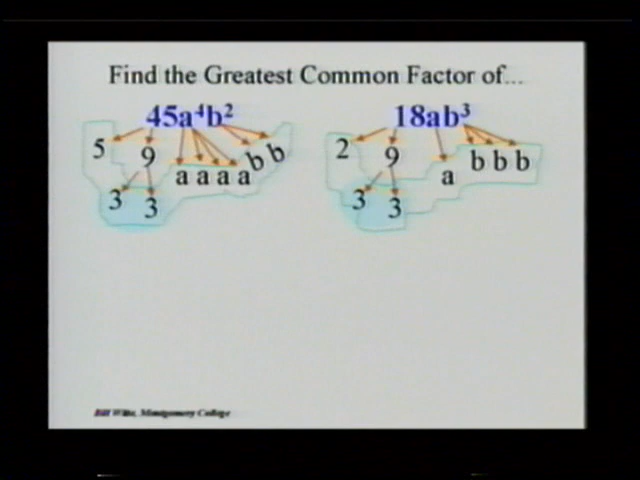 Find the Greatest Common Factor of...
45a⁴b² 18ab³
5 9 a a a a b b 2 9 a b b b
3 3 3 3
Bill Witte, Montgomery College